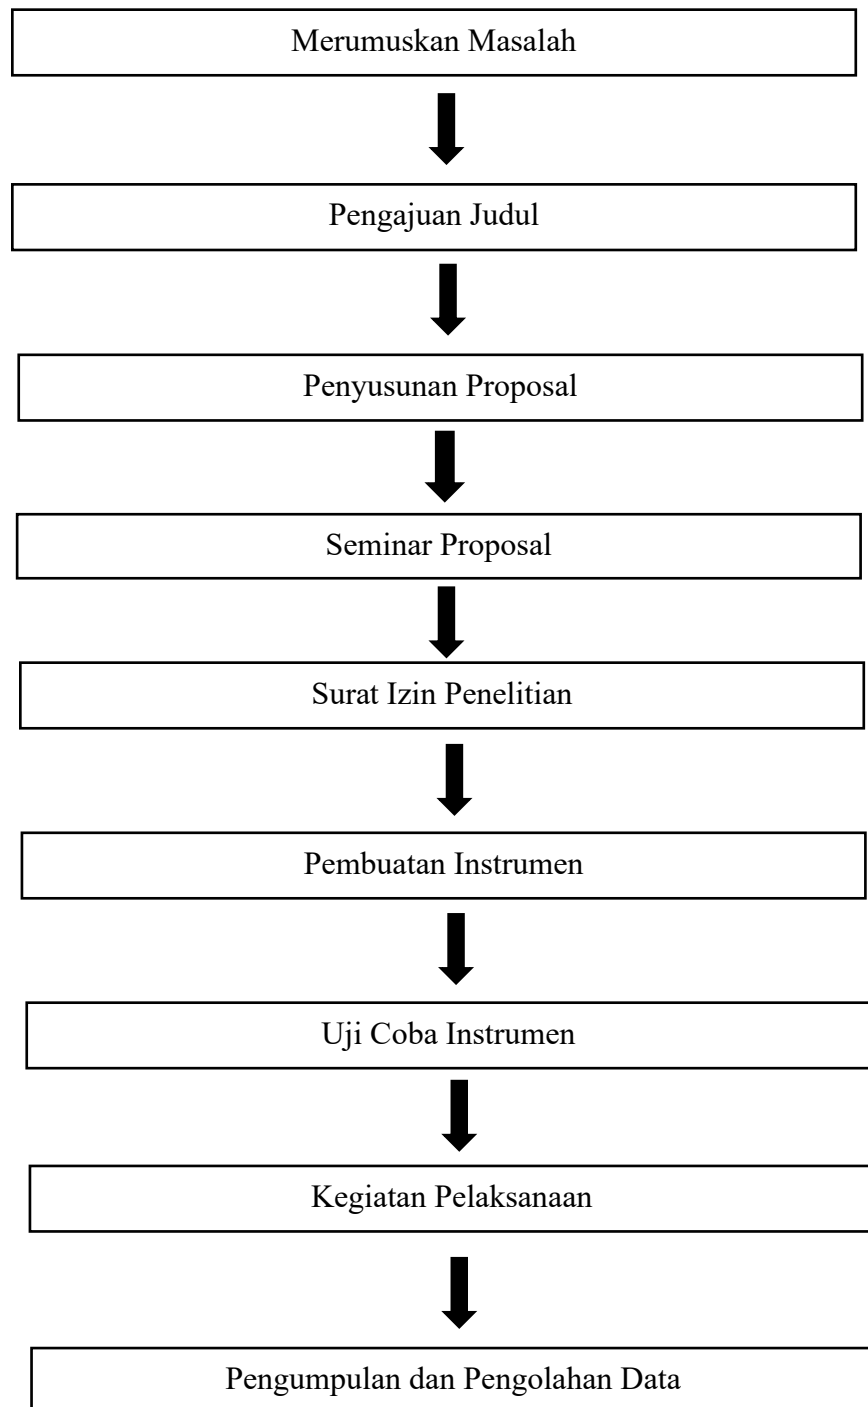 Merumuskan Masalah
Pengajuan Judul
Penyusunan Proposal
Seminar Proposal
Surat Izin Penelitian
Pembuatan Instrumen
Uji Coba Instrumen
Kegiatan Pelaksanaan
Pengumpulan dan Pengolahan Data